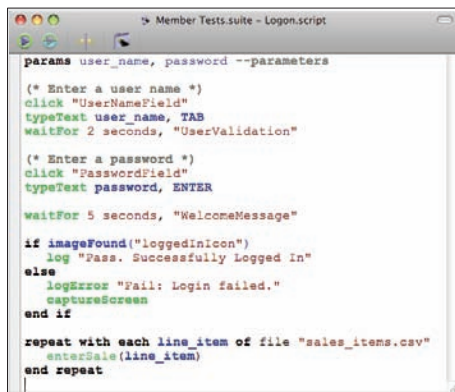 Member Tests.suite – Logon.script
params user_name, password --parameters
(* Enter a user name *)
click "UserNameField"
typeText user_name, TAB
waitFor 2 seconds, "UserValidation"
(* Enter a password *)
click "PasswordField"
typeText password, ENTER
waitFor 5 seconds, "WelcomeMessage"
if imageFound("loggedInIcon")
log "Pass. Successfully Logged In"
else
logError "Fail: Login failed."
captureScreen
end if
repeat with each line_item of file "sales_items.csv"
enterSale(line_item)
end repeat